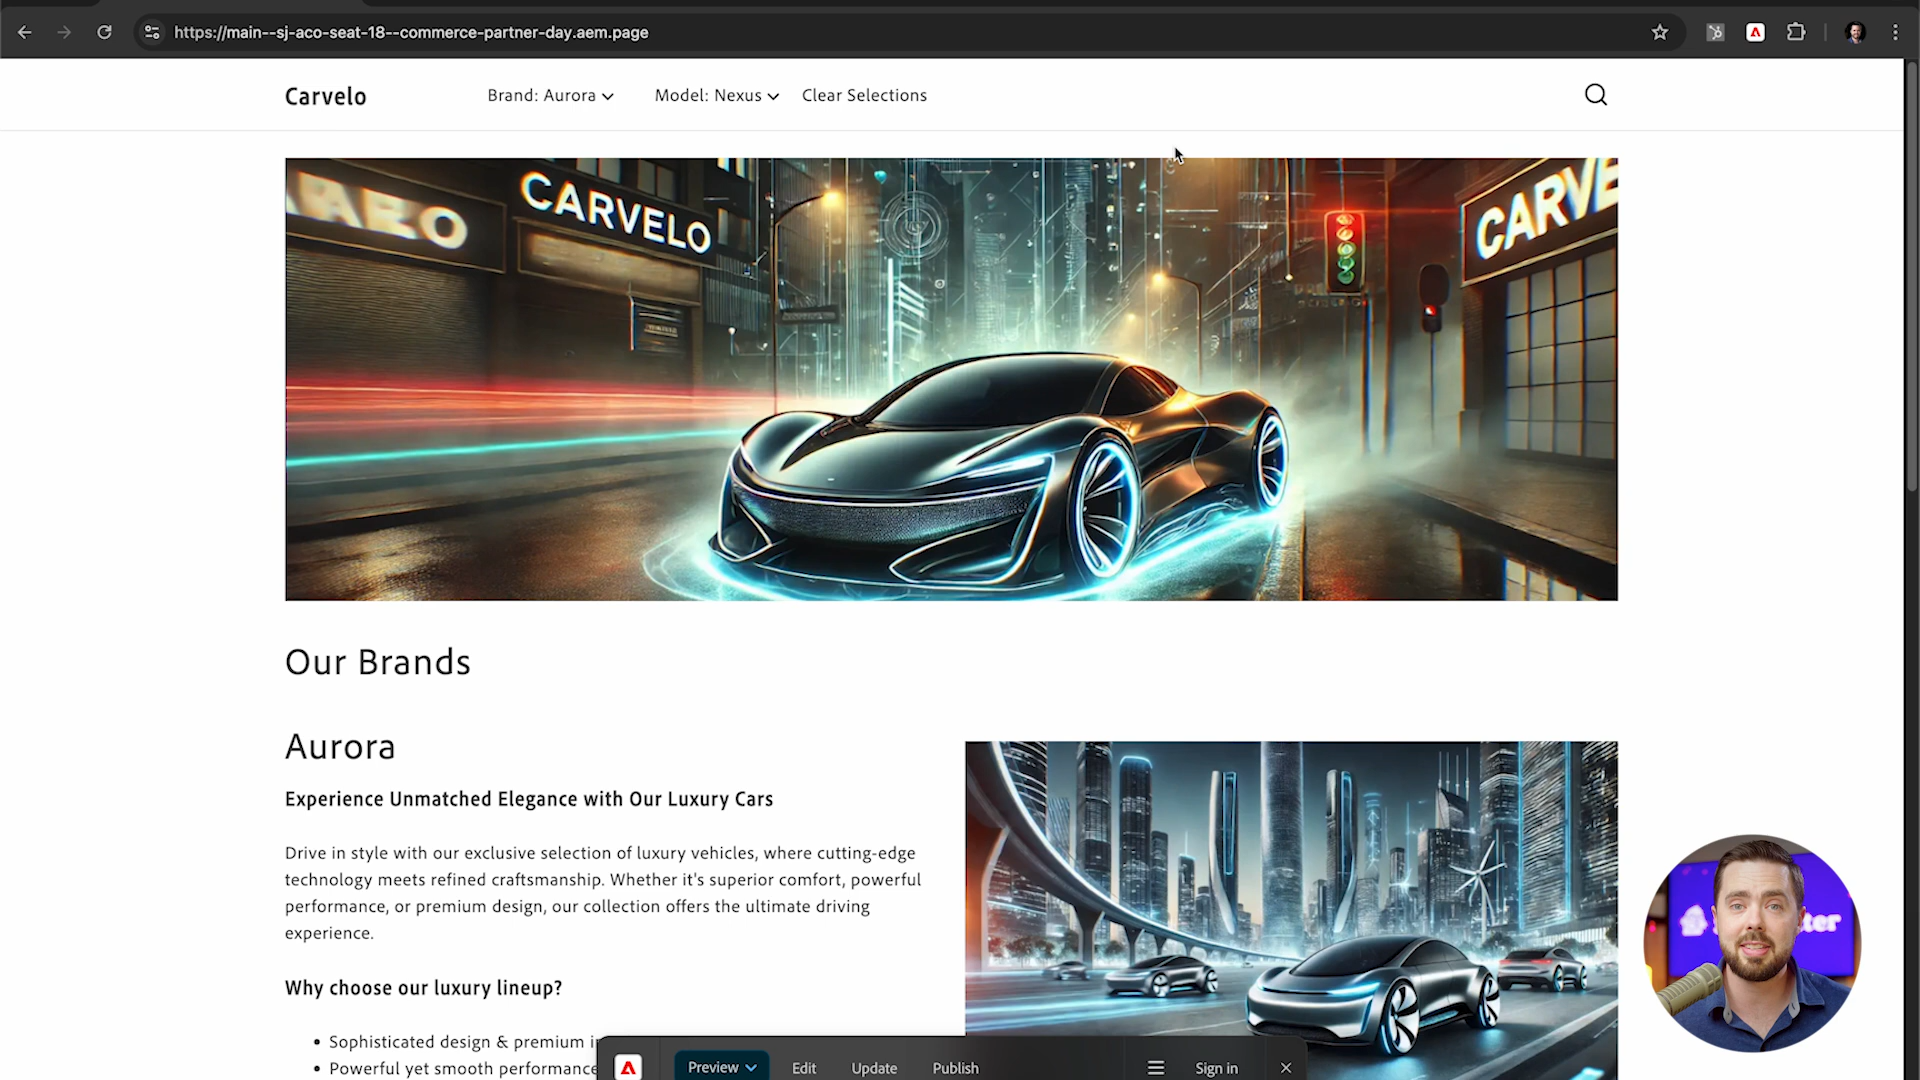 https://main--sj-aco-seat-18--commerce-partner-day.aem.page
Carvelo
Brand: Aurora
Model: Nexus
Clear Selections
CARVELO
CARVE
Our Brands
Aurora
Experience Unmatched Elegance with Our Luxury Cars
Drive in style with our exclusive selection of luxury vehicles, where cutting-edge
technology meets refined craftsmanship. Whether it's superior comfort, powerful
performance, or premium design, our collection offers the ultimate driving
experience.
Why choose our luxury lineup?
• Sophisticated design & premium
• Powerful yet smooth performance
Preview
Edit
Update
Publish
Sign in